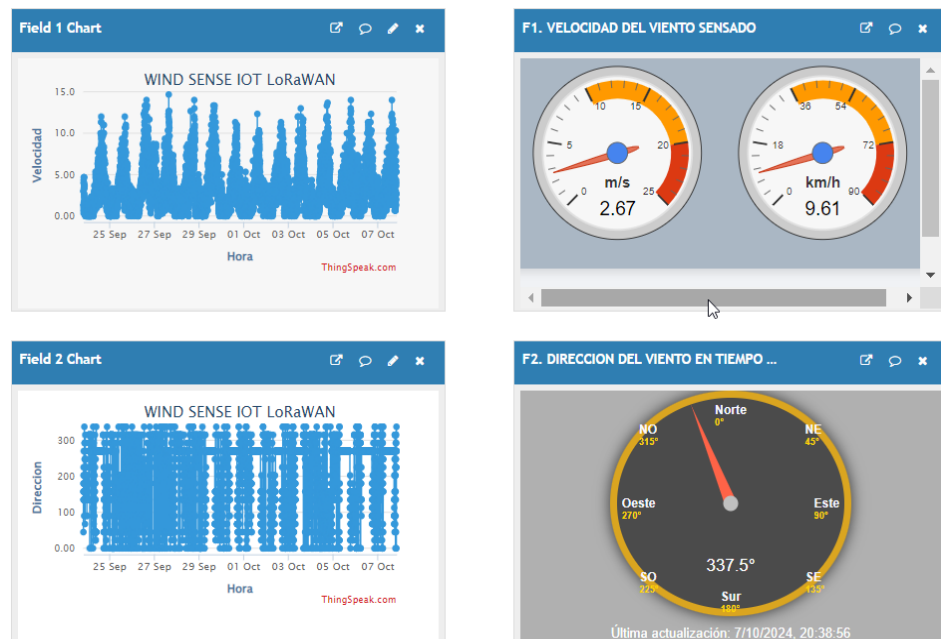 Field 1 Chart
WIND SENSE IOT LoRaWAN
15.0
10.0
5.00
0.00
Velocidad
25 Sep 27 Sep 29 Sep 01 Oct 03 Oct 05 Oct 07 Oct
Hora
ThingSpeak.com
F1. VELOCIDAD DEL VIENTO SENSADO
0 5 10 15 20 25
m/s
2.67
0 18 36 54 72 90
km/h
9.61
Field 2 Chart
WIND SENSE IOT LoRaWAN
300
200
100
0.00
Direccion
25 Sep 27 Sep 29 Sep 01 Oct 03 Oct 05 Oct 07 Oct
Hora
ThingSpeak.com
F2. DIRECCION DEL VIENTO EN TIEMPO ...
Norte
0°
NO
315°
NE
45°
Oeste
270°
Este
90°
337.5°
SO
225°
SE
135°
Sur
180°
Última actualización: 7/10/2024, 20:38:56